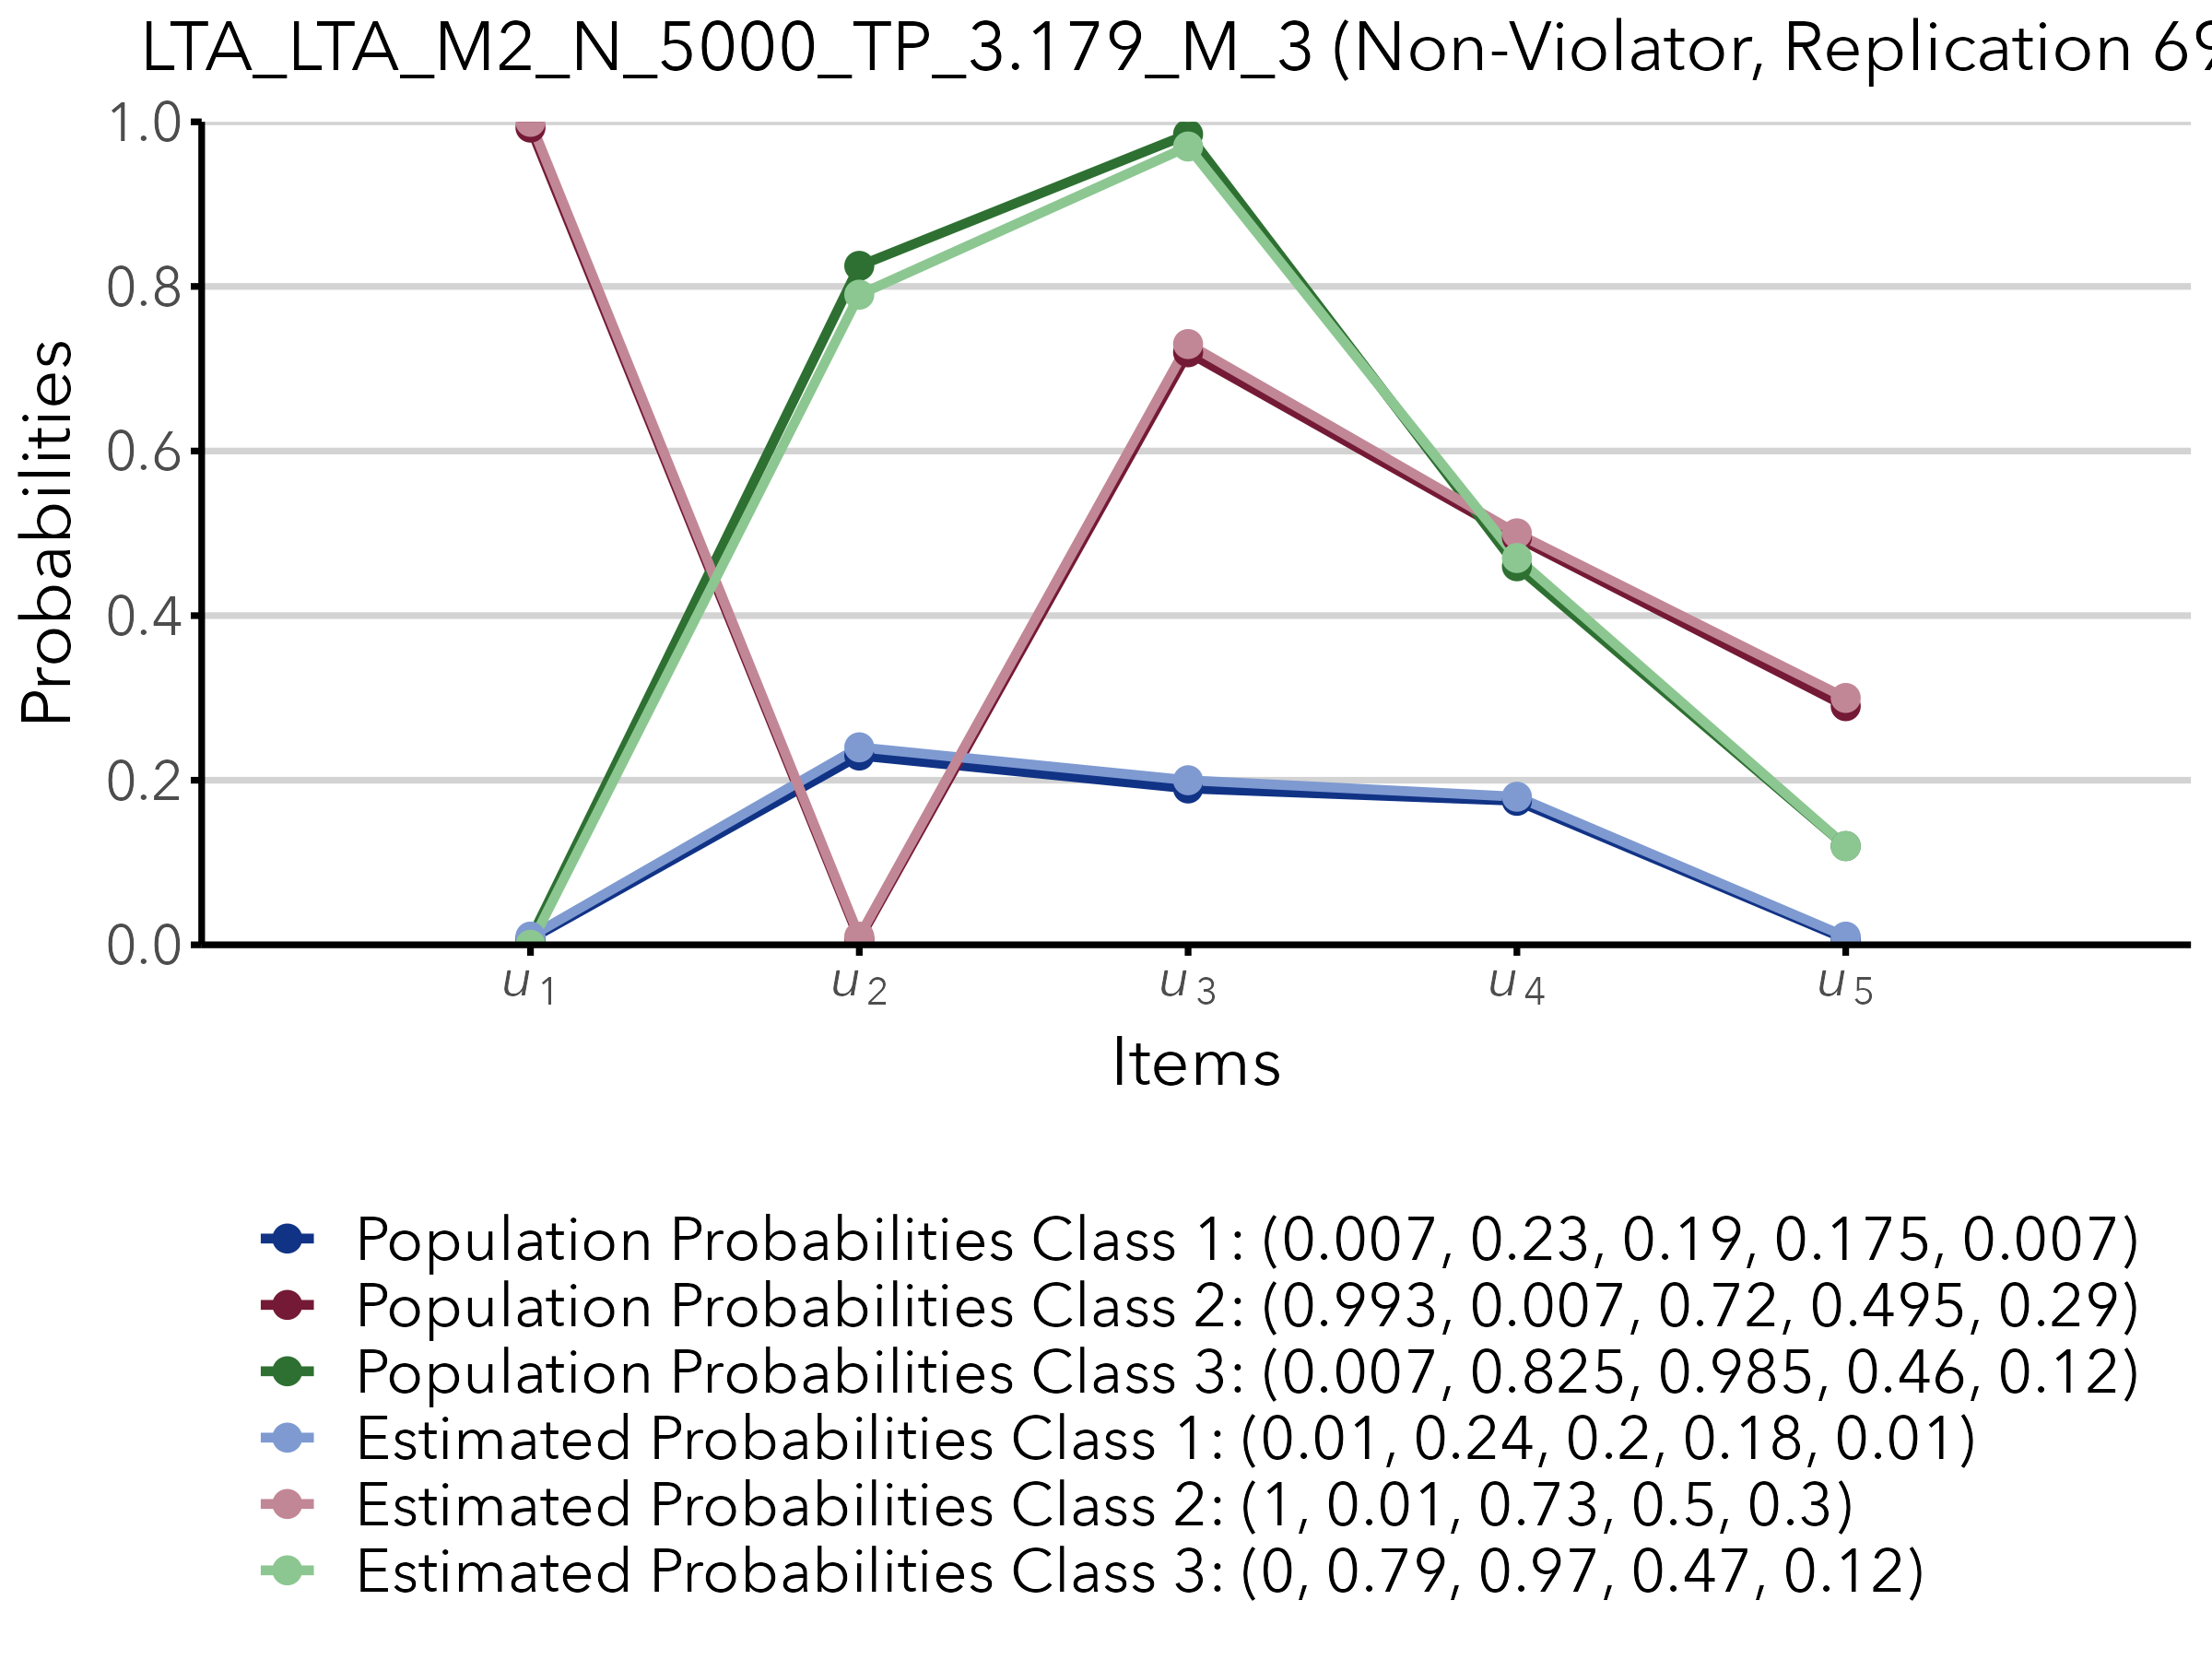 LTA_LTA_M2_N_5000_TP_3.179_M_3 (Non-Violator, Replication 69
1.0
0.8
0.6
0.4
0.2
0.0
Probabilities
u1
u2
u3
u4
u5
Items
Population Probabilities Class 1: (0.007, 0.23, 0.19, 0.175, 0.007)
Population Probabilities Class 2: (0.993, 0.007, 0.72, 0.495, 0.29)
Population Probabilities Class 3: (0.007, 0.825, 0.985, 0.46, 0.12)
Estimated Probabilities Class 1: (0.01, 0.24, 0.2, 0.18, 0.01)
Estimated Probabilities Class 2: (1, 0.01, 0.73, 0.5, 0.3)
Estimated Probabilities Class 3: (0, 0.79, 0.97, 0.47, 0.12)